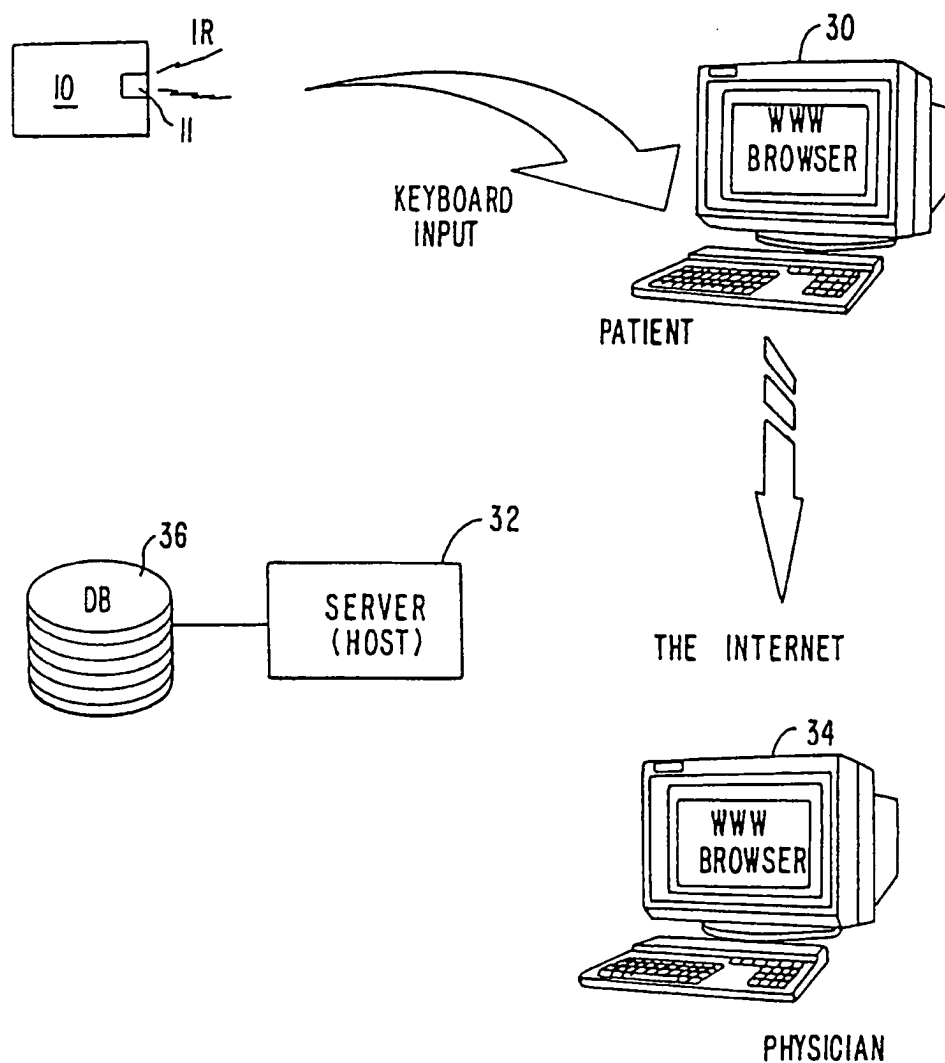 IR
10
11
30
WWW
BROWSER
KEYBOARD
INPUT
PATIENT
36
DB
32
SERVER
(HOST)
THE INTERNET
34
WWW
BROWSER
PHYSICIAN